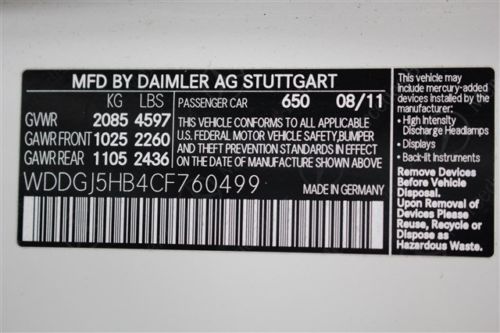 MFD BY DAIMLER AG STUTTGART
KG LBS
GVWR 2085 4597
GAWR FRONT 1025 2260
GAWR REAR 1105 2436
PASSENGER CAR 650 08/11
THIS VEHICLE CONFORMS TO ALL APPLICABLE
U.S. FEDERAL MOTOR VEHICLE SAFETY,BUMPER
AND THEFT PREVENTION STANDARDS IN EFFECT
ON THE DATE OF MANUFACTURE SHOWN ABOVE
WDDGJ5HB4CF760499
This vehicle may
include mercury-added
devices installed by the
manufacturer:
• High Intensity
Discharge Headlamps
• Displays
• Back-lit Instruments
Remove Devices
Before Vehicle
Disposal.
Upon Removal of
Devices Please
Reuse, Recycle or
Dispose as
Hazardous Waste.